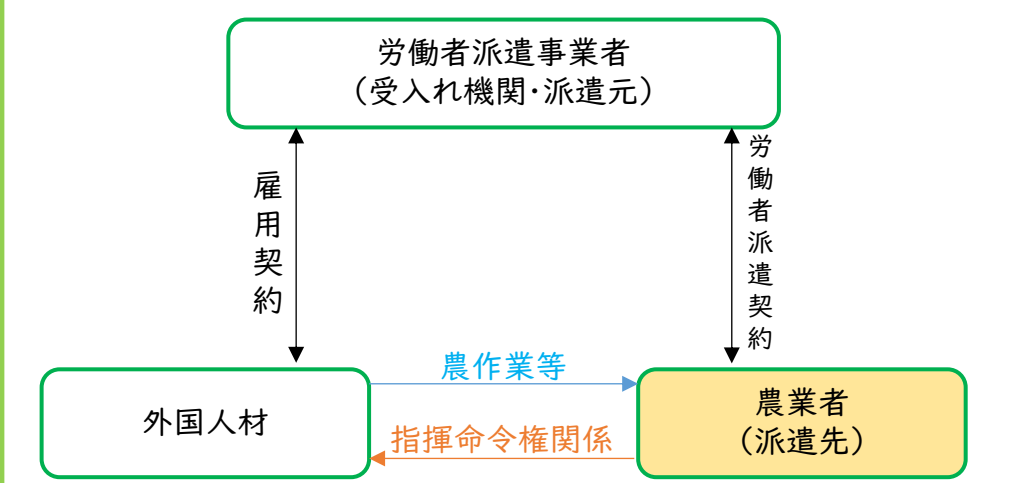 労働者派遣事業者
（受入れ機関・派遣元）
雇用契約
労働者派遣契約
農作業等
外国人材
指揮命令権関係
農業者
（派遣先）